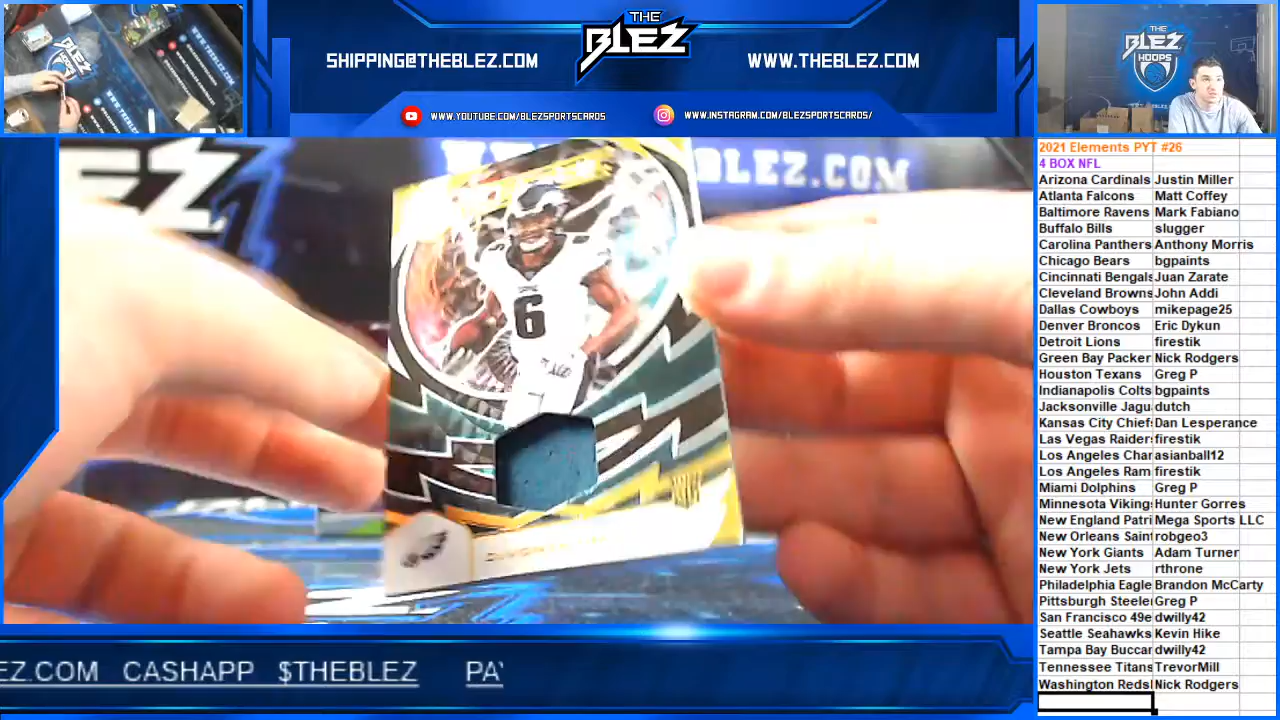 SHIPPING@THEBLEZ.COM
THE
BLEZ
WWW.THEBLEZ.COM
WWW.YOUTUBE.COM/BLEZSPORTSCARDS
WWW.INSTAGRAM.COM/BLEZSPORTSCARDS/
THE
BLEZ
HOOPS
BLEZ.COM
6
2021 Elements PYT #26
4 BOX NFL
Arizona Cardinals Justin Miller
Atlanta Falcons Matt Coffey
Baltimore Ravens Mark Fabiano
Buffalo Bills slugger
Carolina Panthers Anthony Morris
Chicago Bears bgpaints
Cincinnati Bengals Juan Zarate
Cleveland Browns John Addi
Dallas Cowboys mikepage25
Denver Broncos Eric Dykun
Detroit Lions firestik
Green Bay Packer Nick Rodgers
Houston Texans Greg P
Indianapolis Colts bgpaints
Jacksonville Jagu dutch
Kansas City Chief Dan Lesperance
Las Vegas Raider firestik
Los Angeles Char asianball12
Los Angeles Ram firestik
Miami Dolphins Greg P
Minnesota Viking Hunter Gorres
New England Patri Mega Sports LLC
New Orleans Saint robgeo3
New York Giants Adam Turner
New York Jets rthrone
Philadelphia Eagle Brandon McCarty
Pittsburgh Steele Greg P
San Francisco 49e dwilly42
Seattle Seahawks Kevin Hike
Tampa Bay Buccar dwilly42
Tennessee Titans TrevorMill
Washington Reds Nick Rodgers
EZ.COM CASHAPP $THEBLEZ PAY